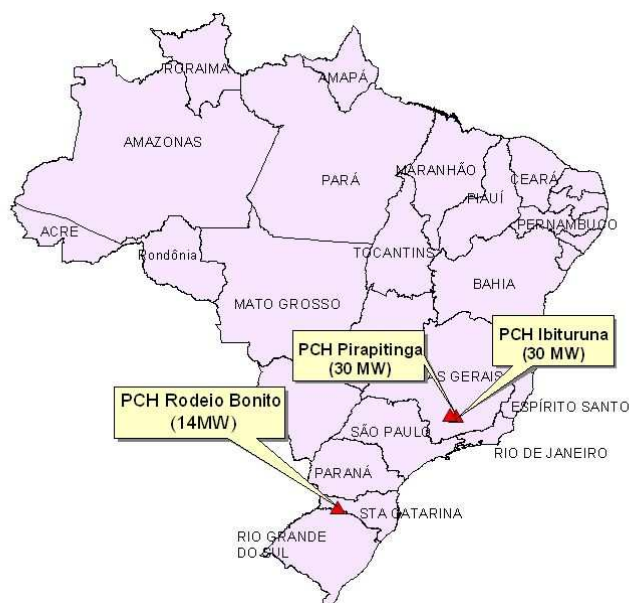 RORAIMA
AMAPÁ
AMAZONAS
PARÁ
MARANHÃO
CEARÁ
PIAUÍ
PERNAMBUCO
ACRE
Rondônia
TOCANTINS
BAHIA
MATO GROSSO
PCH Ibituruna
(30 MW)
PCH Pirapitinga
(30 MW)
AS GERAIS
PCH Rodeio Bonito
(14MW)
ESPÍRITO SANTO
SÃO PAULO
RIO DE JANEIRO
PARANÁ
STA CATARINA
RIO GRANDE
DO SUL